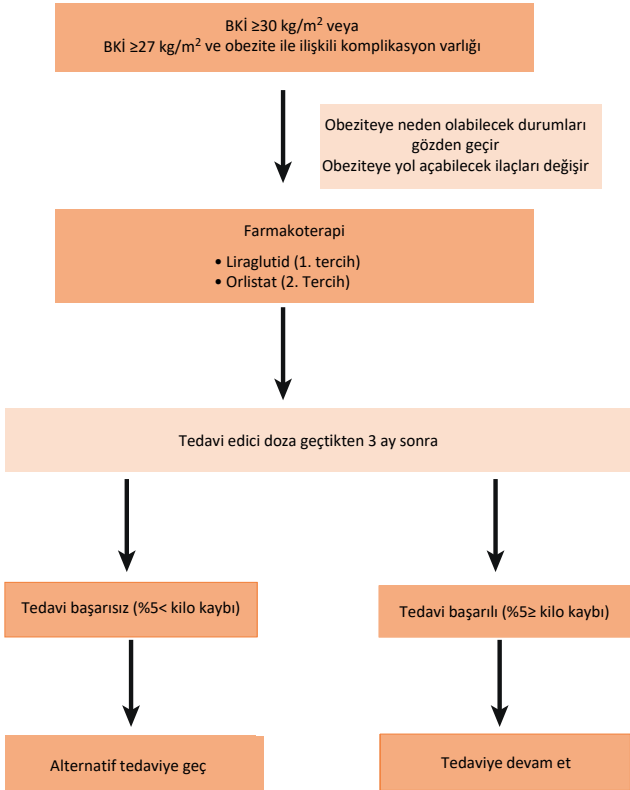 BKİ ≥30 kg/m² veya
BKİ ≥27 kg/m² ve obezite ile ilişkili komplikasyon varlığı
Obeziteye neden olabilecek durumları
gözden geçir
Obeziteye yol açabilecek ilaçları değişir
Farmakoterapi
• Liraglutid (1. tercih)
• Orlistat (2. Tercih)
Tedavi edici doza geçtikten 3 ay sonra
Tedavi başarısız (%5< kilo kaybı)
Tedavi başarılı (%5≥ kilo kaybı)
Alternatif tedaviye geç
Tedaviye devam et